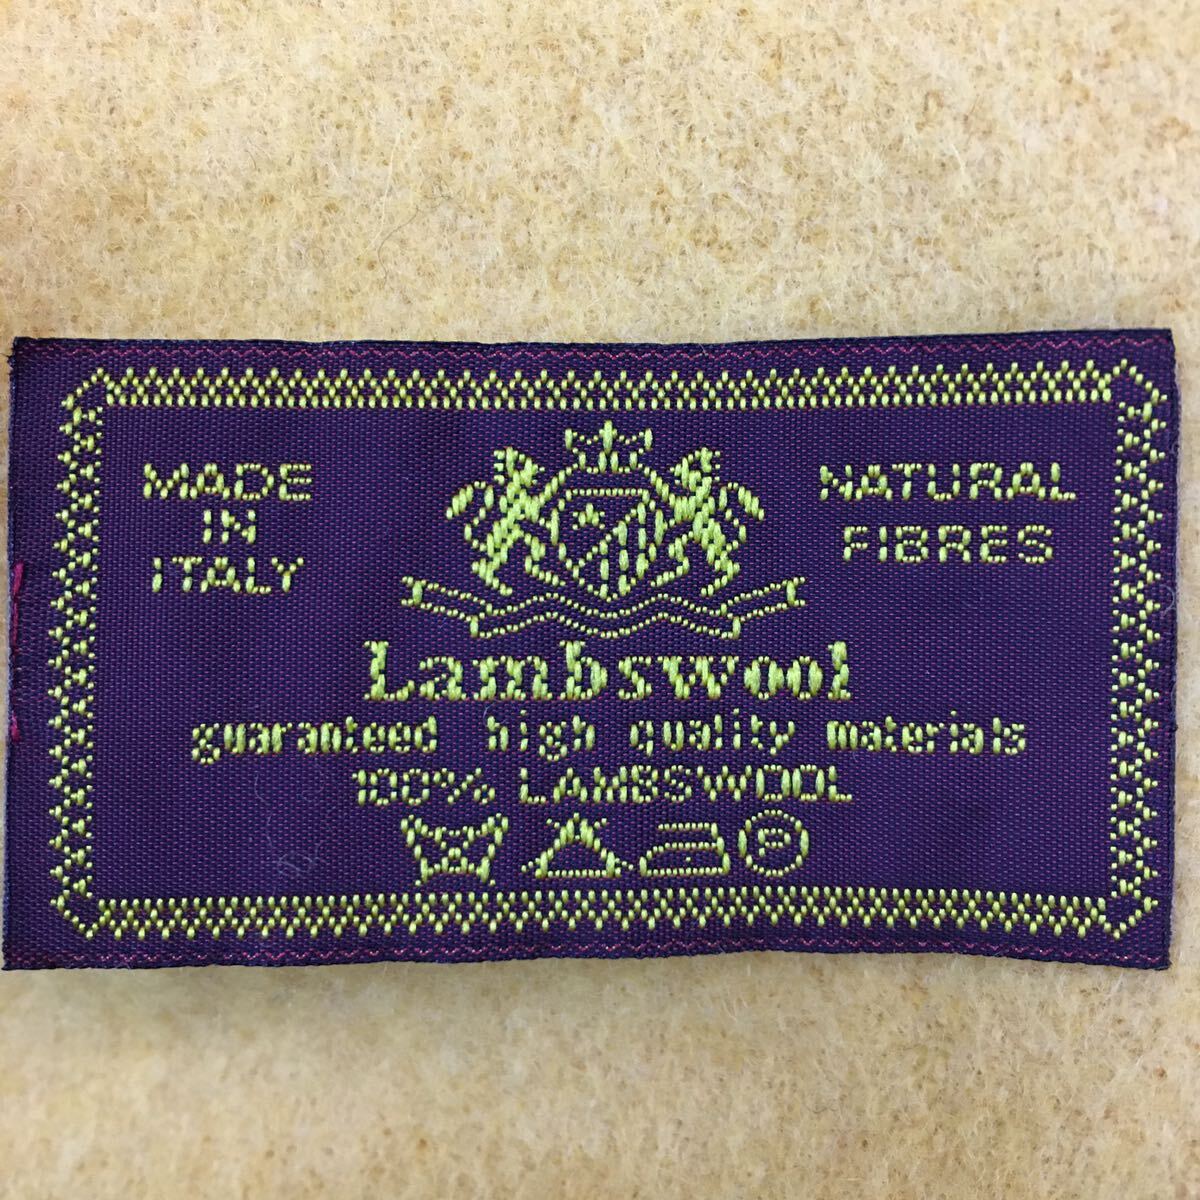 MADE
IN
ITALY
NATURAL
FIBRES
Lambswool
guaranteed high quality materials
100% LAMBSWOOL
P